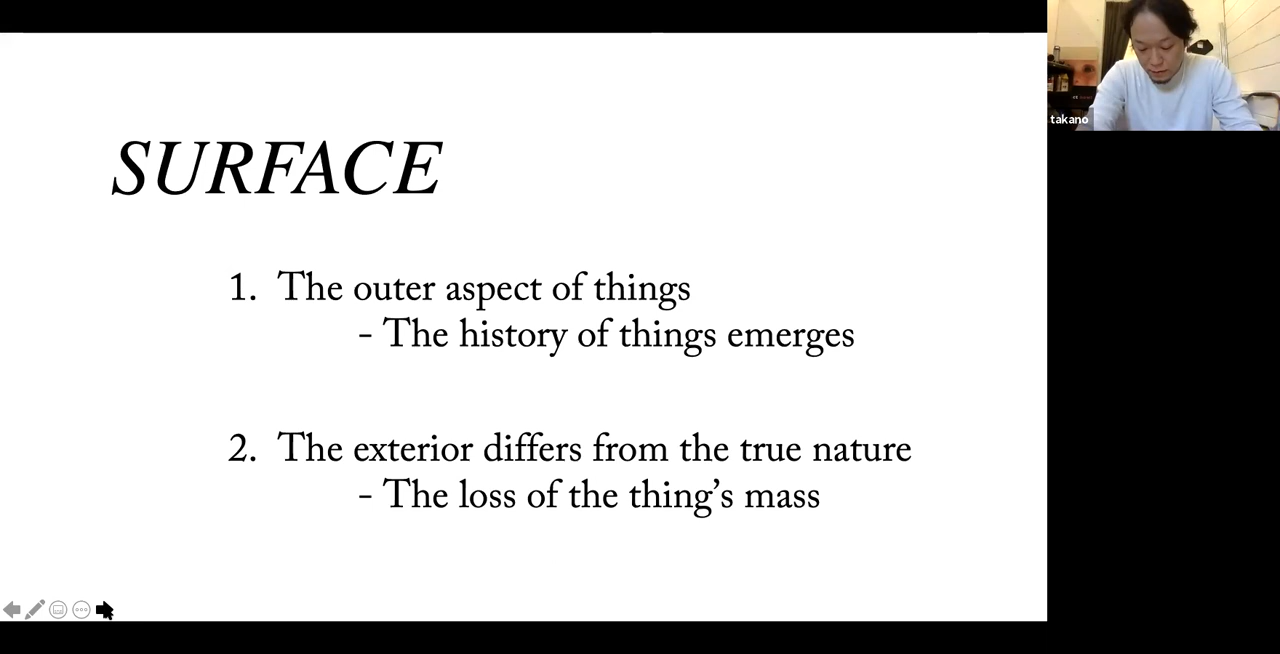 SURFACE
1. The outer aspect of things
- The history of things emerges
2. The exterior differs from the true nature
- The loss of the thing’s mass
takano